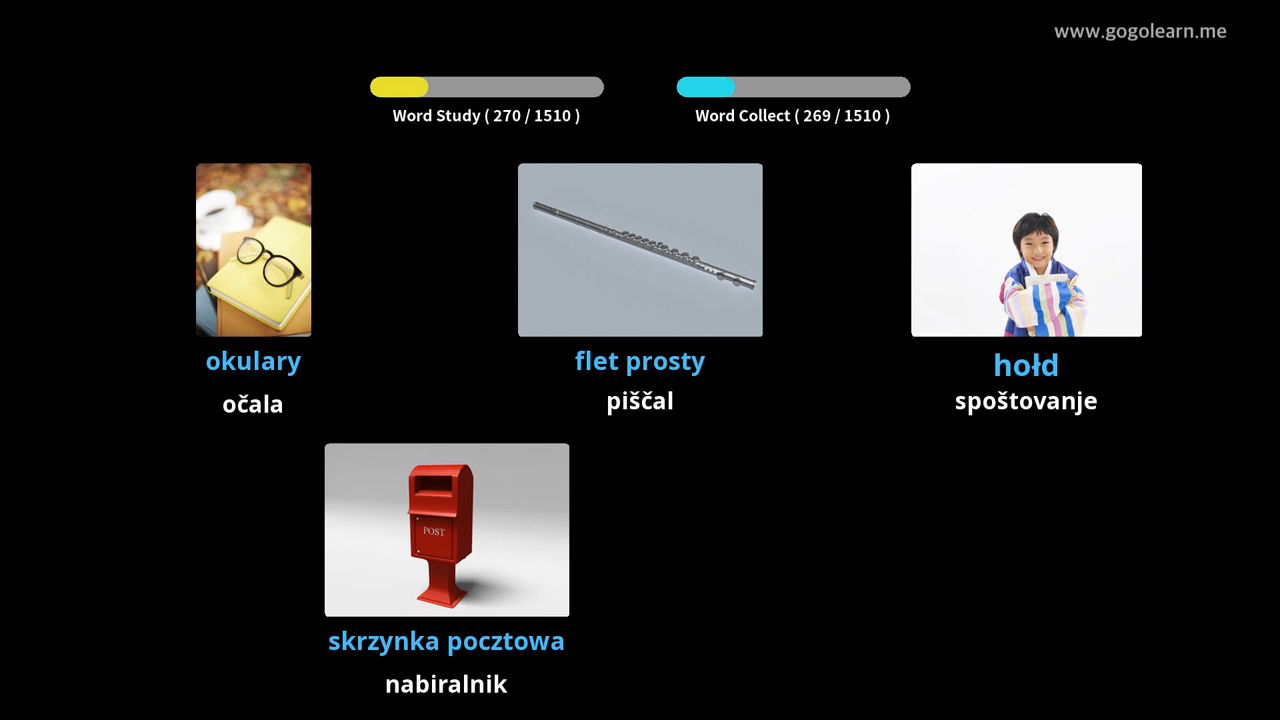 www.gogolearn.me
Word Study ( 270 / 1510 )
Word Collect ( 269 / 1510 )
okulary
očala
flet prosty
piščal
hołd
spoštovanje
POST
skrzynka pocztowa
nabiralnik